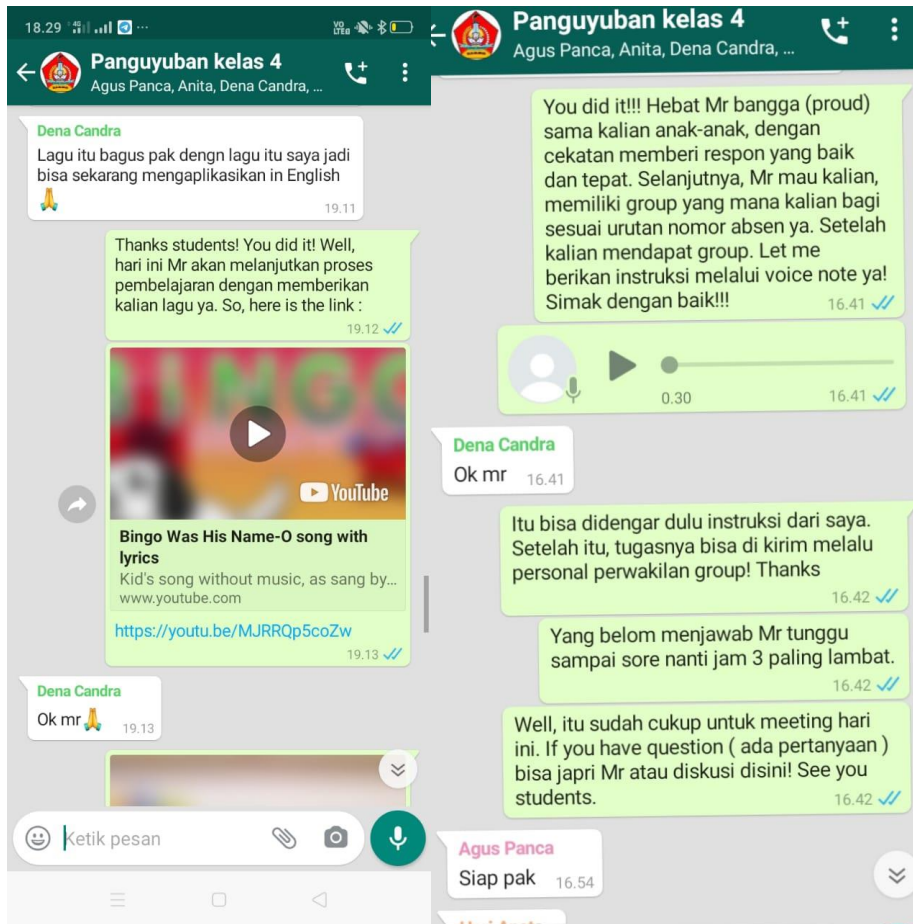 18.29
Panguyuban kelas 4
Agus Panca, Anita, Dena Candra, ...
Dena Candra
Lagu itu bagus pak dengn lagu itu saya jadi
bisa sekarang mengaplikasikan in English
19.11
Thanks students! You did it! Well,
hari ini Mr akan melanjutkan proses
pembelajaran dengan memberikan
kalian lagu ya. So, here is the link :
19.12
BINGO
YouTube
Bingo Was His Name-O song with
lyrics
Kid's song without music, as sang by...
www.youtube.com
https://youtu.be/MJRRQp5coZw
19.13
Dena Candra
Ok mr
19.13
Ketik pesan
Panguyuban kelas 4
Agus Panca, Anita, Dena Candra, ...
You did it!!! Hebat Mr bangga (proud)
sama kalian anak-anak, dengan
cekatan memberi respon yang baik
dan tepat. Selanjutnya, Mr mau kalian,
memiliki group yang mana kalian bagi
sesuai urutan nomor absen ya. Setelah
kalian mendapat group. Let me
berikan instruksi melalui voice note ya!
Simak dengan baik!!!
16.41
0.30
16.41
Dena Candra
Ok mr
16.41
Itu bisa didengar dulu instruksi dari saya.
Setelah itu, tugasnya bisa di kirim melalu
personal perwakilan group! Thanks
16.42
Yang belom menjawab Mr tunggu
sampai sore nanti jam 3 paling lambat.
16.42
Well, itu sudah cukup untuk meeting hari
ini. If you have question ( ada pertanyaan )
bisa japri Mr atau diskusi disini! See you
students.
16.42
Agus Panca
Siap pak
16.54